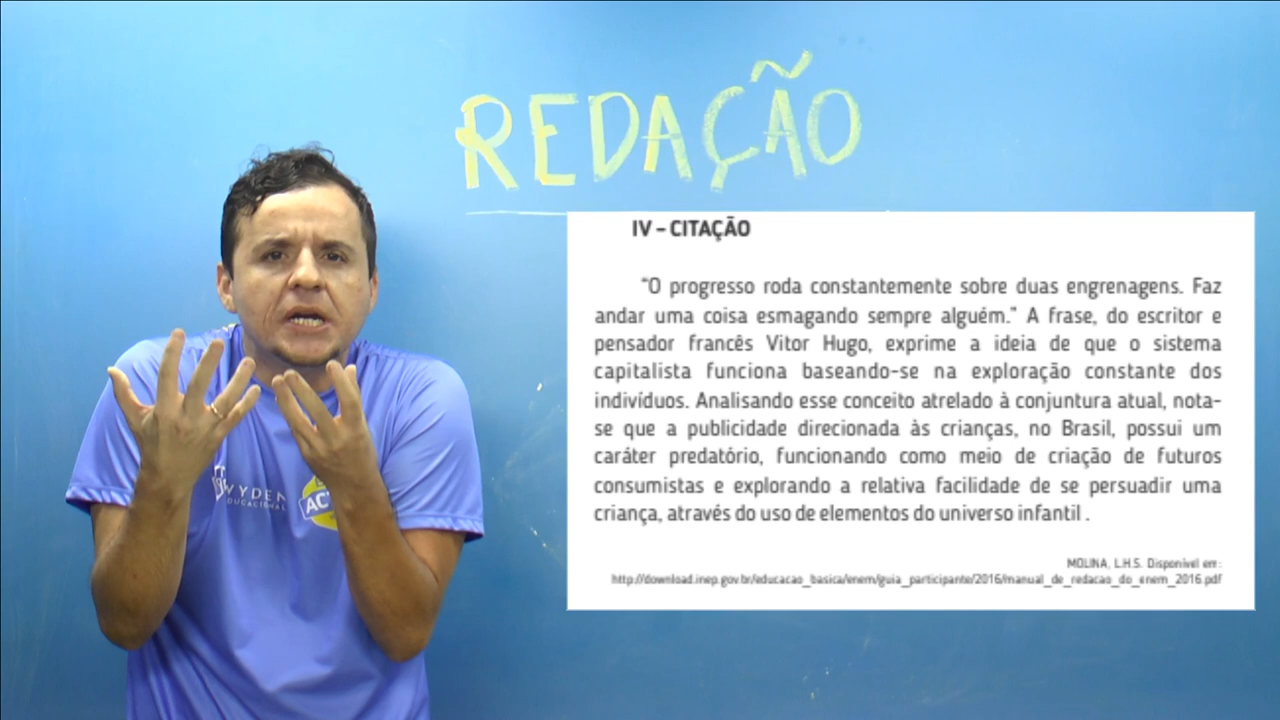 REDAÇÃO
IV – CITAÇÃO
"O progresso roda constantemente sobre duas engrenagens. Faz
andar uma coisa esmagando sempre alguém." A frase, do escritor e
pensador francês Vitor Hugo, exprime a ideia de que o sistema
capitalista funciona baseando-se na exploração constante dos
indivíduos. Analisando esse conceito atrelado à conjuntura atual, nota-
se que a publicidade direcionada às crianças, no Brasil, possui um
caráter predatório, funcionando como meio de criação de futuros
consumistas e explorando a relativa facilidade de se persuadir uma
criança, através do uso de elementos do universo infantil .
MOLINA, L.H.S. Disponível em:
http://download.inep.gov.br/educacao_basica/enem/guia_participante/2016/manual_de_redacao_do_enem_2016.pdf
WYDEN
EDUCACIONAL